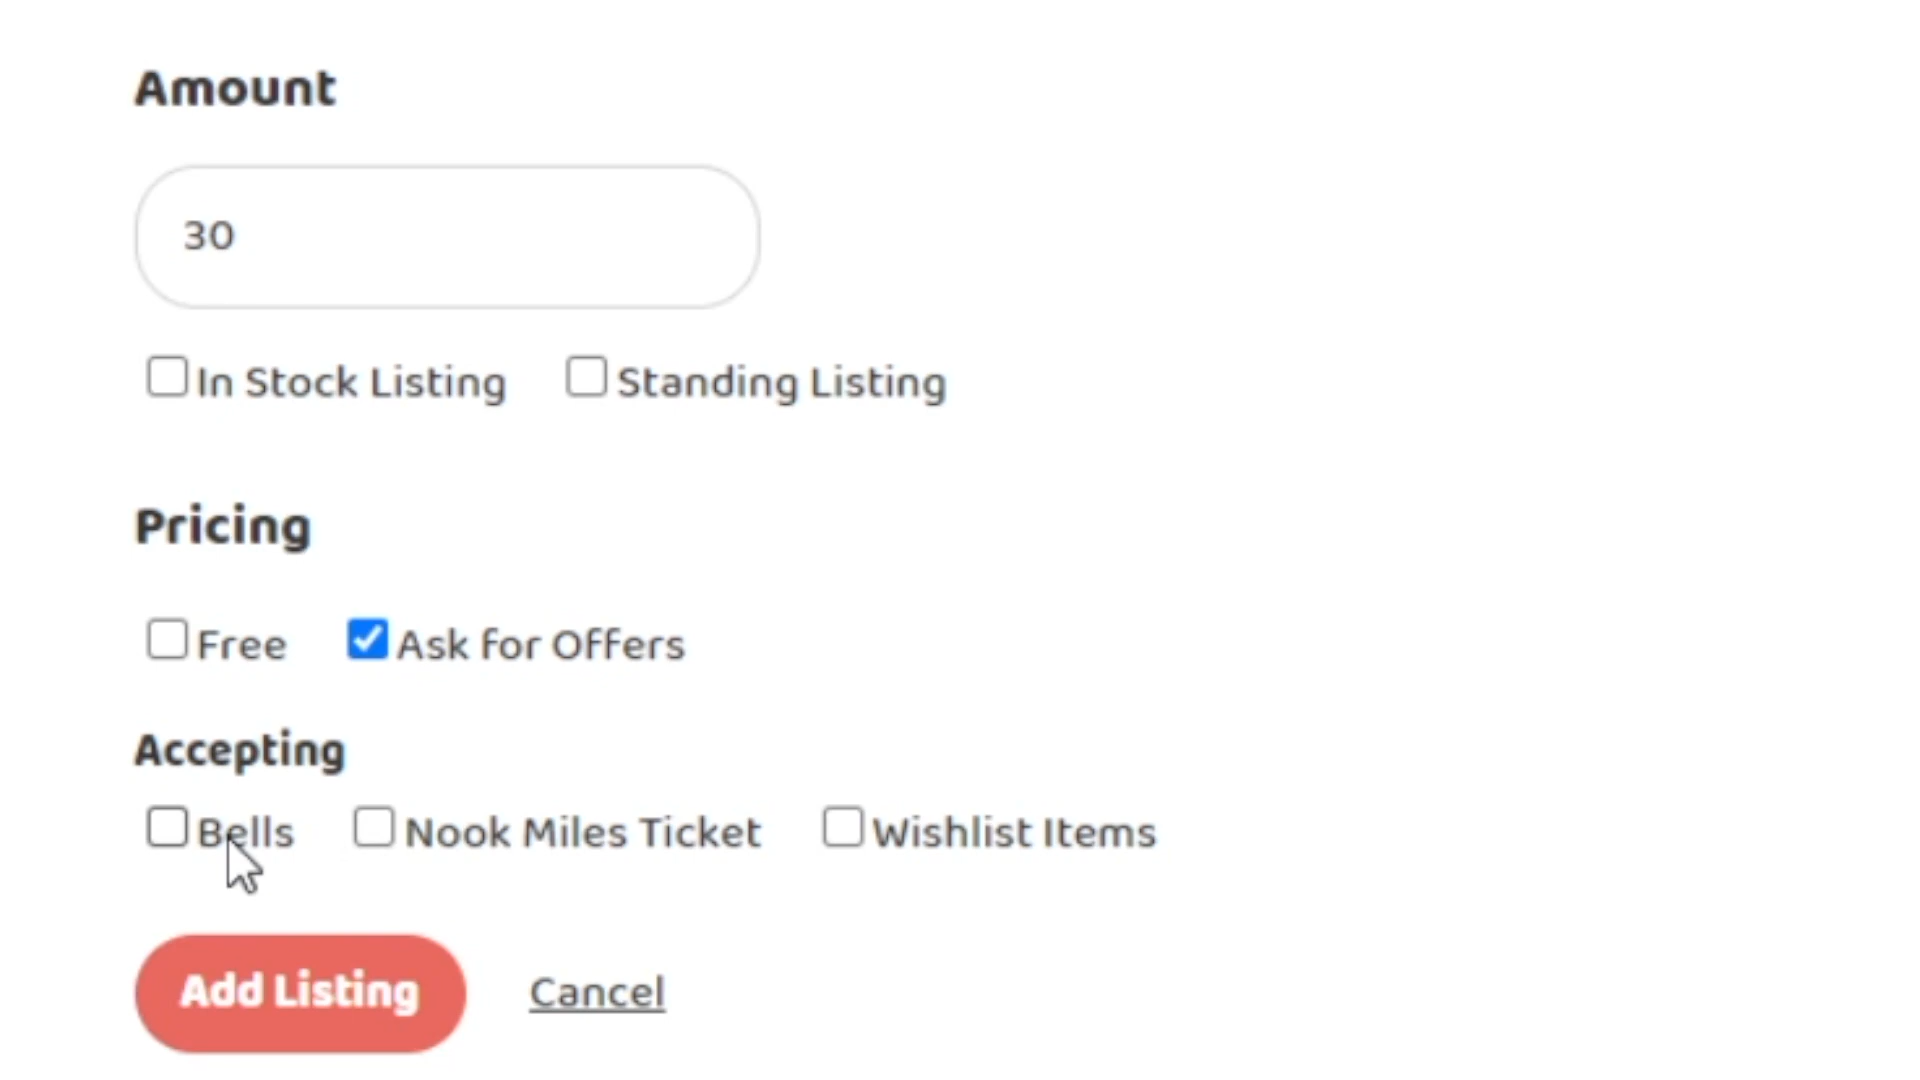 Amount
30
In Stock Listing Standing Listing
Pricing
Free Ask for Offers
Accepting
Bells Nook Miles Ticket Wishlist Items
Add Listing Cancel